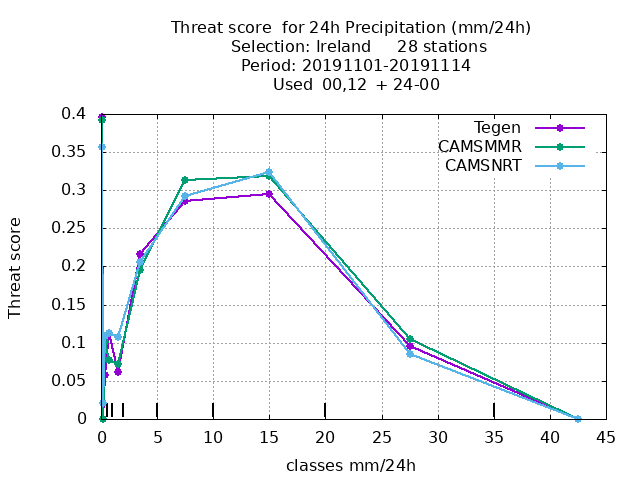 Threat score  for 24h Precipitation (mm/24h)
Selection: Ireland     28 stations
Period: 20191101-20191114
Used  00,12  + 24-00
Tegen
CAMSMMR
CAMSNRT
0.4
0.35
0.3
0.25
0.2
0.15
0.1
0.05
0
Threat score
0 5 10 15 20 25 30 35 40 45
classes mm/24h